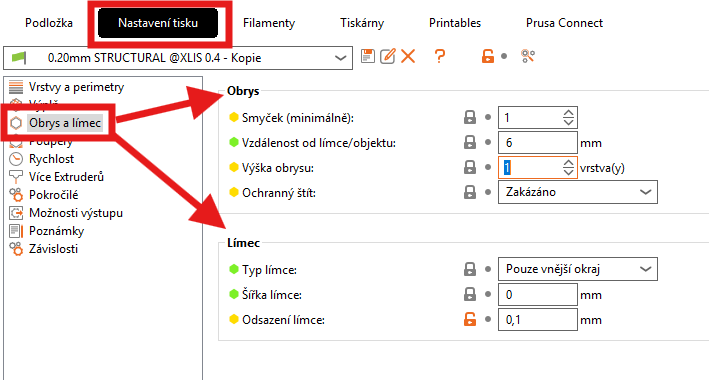 Podložka Nastavení tisku Filamenty Tiskárny Printables Prusa Connect
0.20mm STRUCTURAL @XLIS 0.4 - Kopie ?
Vrstvy a perimetry
Výplň
Obrys a límec
Podpěry
Rychlost
Více Extruderů
Pokročilé
Možnosti výstupu
Poznámky
Závislosti
Obrys
Smyček (minimálně): 1
Vzdálenost od límce/objektu: 6 mm
Výška obrysu: 1 vrstva(y)
Ochranný štít: Zakázáno
Límec
Typ límce: Pouze vnější okraj
Šířka límce: 0 mm
Odsazení límce: 0,1 mm